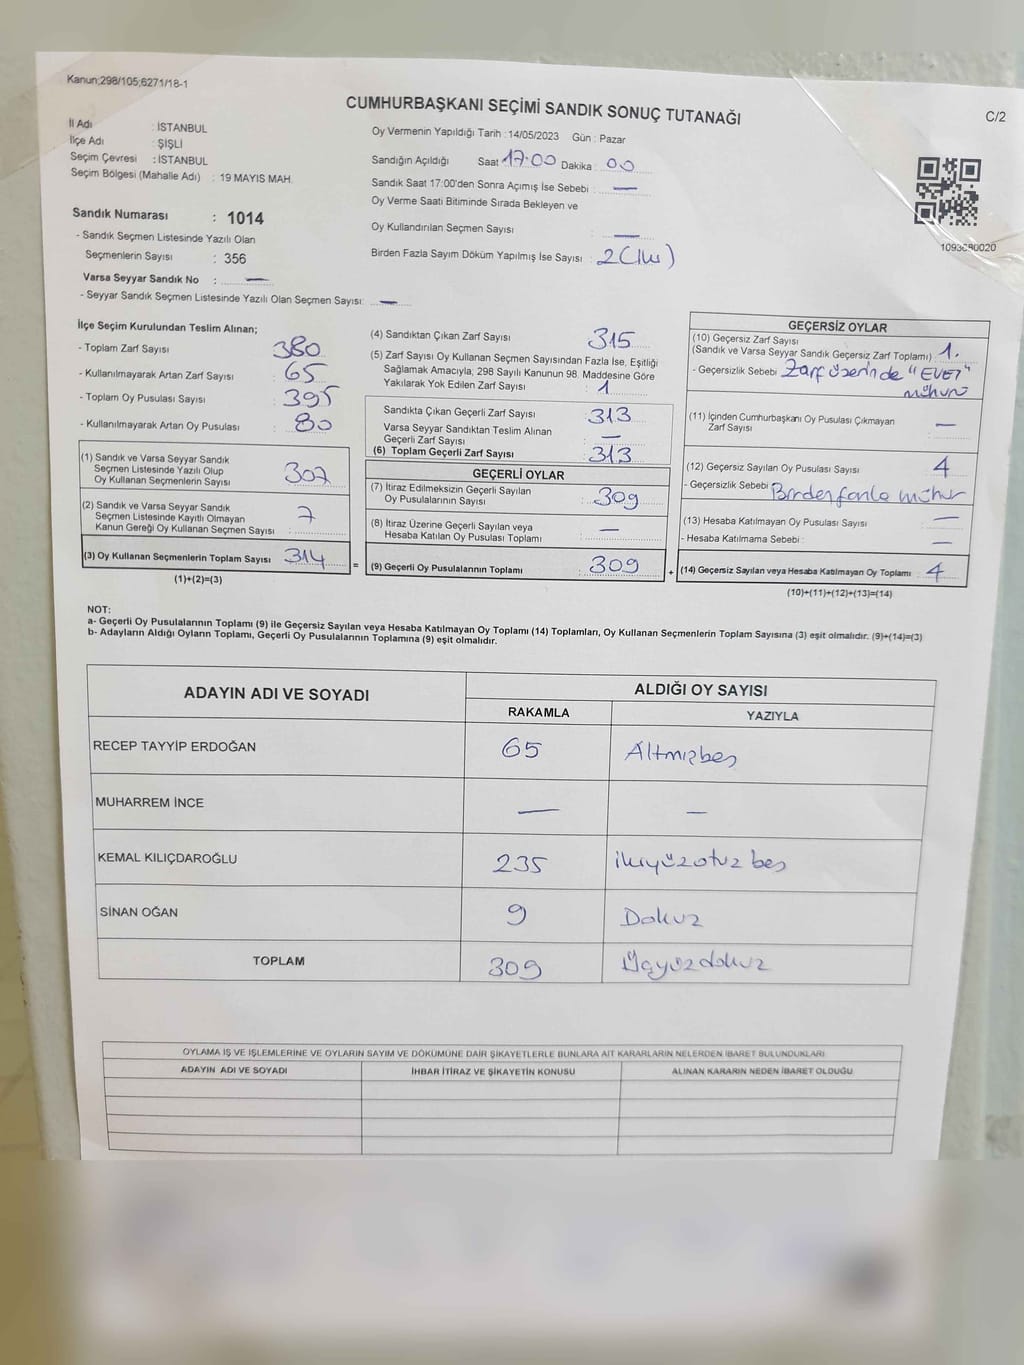 Kanun;298/105;6271/18-1
CUMHURBAŞKANI SEÇİMİ SANDIK SONUÇ TUTANAĞI
C/2
İl Adı : İSTANBUL
İlçe Adı : ŞİŞLİ
Seçim Çevresi : İSTANBUL
Seçim Bölgesi (Mahalle Adı) : 19 MAYIS MAH.
Sandık Numarası : 1014
- Sandık Seçmen Listesinde Yazılı Olan
Seçmenlerin Sayısı : 356
Varsa Seyyar Sandık No : —
- Seyyar Sandık Seçmen Listesinde Yazılı Olan Seçmen Sayısı: —
Oy Vermenin Yapıldığı Tarih : 14/05/2023 Gün : Pazar
Sandığın Açıldığı Saat 17:00 Dakika : 00
Sandık Saat 17:00'den Sonra Açımış İse Sebebi : —
Oy Verme Saati Bitiminde Sırada Bekleyen ve
Oy Kullandırılan Seçmen Sayısı : —
Birden Fazla Sayım Döküm Yapılmış İse Sayısı : 2 (İki)
1093680020
İlçe Seçim Kurulundan Teslim Alınan;
- Toplam Zarf Sayısı : 380
- Kullanılmayarak Artan Zarf Sayısı : 65
- Toplam Oy Pusulası Sayısı : 395
- Kullanılmayarak Artan Oy Pusulası : 80
(1) Sandık ve Varsa Seyyar Sandık
Seçmen Listesinde Yazılı Olup
Oy Kullanan Seçmenlerin Sayısı : 307
(2) Sandık ve Varsa Seyyar Sandık
Seçmen Listesinde Kayıtlı Olmayan
Kanun Gereği Oy Kullanan Seçmen Sayısı : 7
(3) Oy Kullanan Seçmenlerin Toplam Sayısı : 314 =
(1)+(2)=(3)
(4) Sandıktan Çıkan Zarf Sayısı : 315
(5) Zarf Sayısı Oy Kullanan Seçmen Sayısından Fazla İse, Eşitliği
Sağlamak Amacıyla; 298 Sayılı Kanunun 98. Maddesine Göre
Yakılarak Yok Edilen Zarf Sayısı : 1
Sandıkta Çıkan Geçerli Zarf Sayısı : 313
Varsa Seyyar Sandıktan Teslim Alınan
Geçerli Zarf Sayısı : —
(6) Toplam Geçerli Zarf Sayısı : 313
GEÇERLİ OYLAR
(7) İtiraz Edilmeksizin Geçerli Sayılan
Oy Pusulalarının Sayısı : 309
(8) İtiraz Üzerine Geçerli Sayılan veya
Hesaba Katılan Oy Pusulası Toplamı : —
(9) Geçerli Oy Pusulalarının Toplamı : 309 +
GEÇERSİZ OYLAR
(10) Geçersiz Zarf Sayısı
(Sandık ve Varsa Seyyar Sandık Geçersiz Zarf Toplamı) 1.
- Geçersizlik Sebebi : Zarf üzerinde "EVET"
mühürü
(11) İçinden Cumhurbaşkanı Oy Pusulası Çıkmayan
Zarf Sayısı : —
(12) Geçersiz Sayılan Oy Pusulası Sayısı : 4
- Geçersizlik Sebebi : Birden fazla mühür
(13) Hesaba Katılmayan Oy Pusulası Sayısı : —
- Hesaba Katılmama Sebebi : —
(14) Geçersiz Sayılan veya Hesaba Katılmayan Oy Toplamı : 4
(10)+(11)+(12)+(13)=(14)
NOT:
a- Geçerli Oy Pusulalarının Toplamı (9) ile Geçersiz Sayılan veya Hesaba Katılmayan Oy Toplamı (14) Toplamları, Oy Kullanan Seçmenlerin Toplam Sayısına (3) eşit olmalıdır. (9)+(14)=(3)
b- Adayların Aldığı Oyların Toplamı, Geçerli Oy Pusulalarının Toplamına (9) eşit olmalıdır.
ADAYIN ADI VE SOYADI ALDIĞI OY SAYISI
RAKAMLA YAZIYLA
RECEP TAYYİP ERDOĞAN 65 Altmışbeş
MUHARREM İNCE — —
KEMAL KILIÇDAROĞLU 235 ikiyüzotuz beş
SİNAN OĞAN 9 Dokuz
TOPLAM 309 Üçyüzdokuz
OYLAMA İŞ VE İŞLEMLERİNE VE OYLARIN SAYIM VE DÖKÜMÜNE DAİR ŞİKAYETLERLE BUNLARA AİT KARARLARIN NELERDEN İBARET BULUNDUKLARI
ADAYIN ADI VE SOYADI İHBAR İTİRAZ VE ŞİKAYETİN KONUSU ALINAN KARARIN NEDEN İBARET OLDUĞU